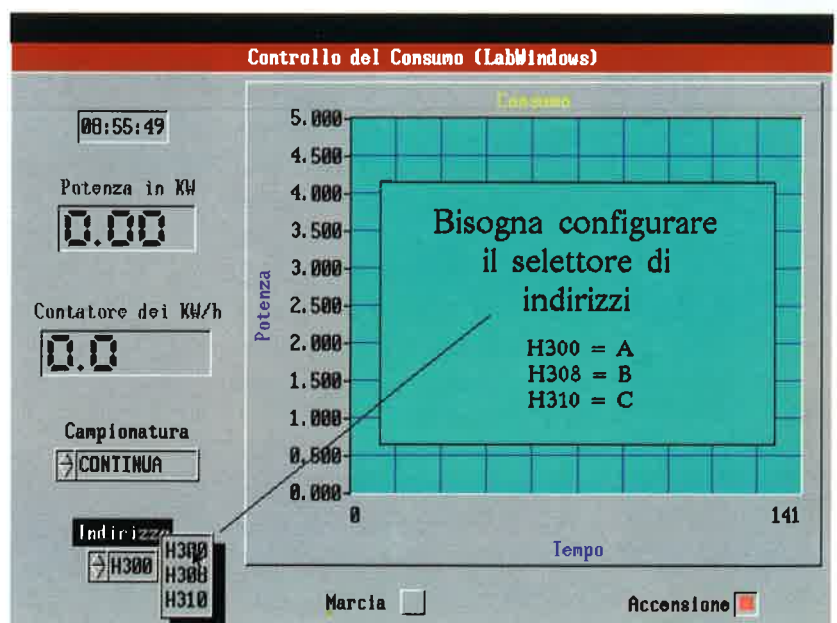 Controllo del Consumo (LabWindows)
08:55:49
Potenza in KW
0.00
Contatore dei KW/h
0.0
Campionatura
CONTINUA
Indirizzo
H300
H300
H308
H310
Consumo
Potenza
5.000
4.500
4.000
3.500
3.000
2.500
2.000
1.500
1.000
0.500
0.000
Bisogna configurare
il selettore di
indirizzi
H300 = A
H308 = B
H310 = C
0
141
Tempo
Marcia
Accensione